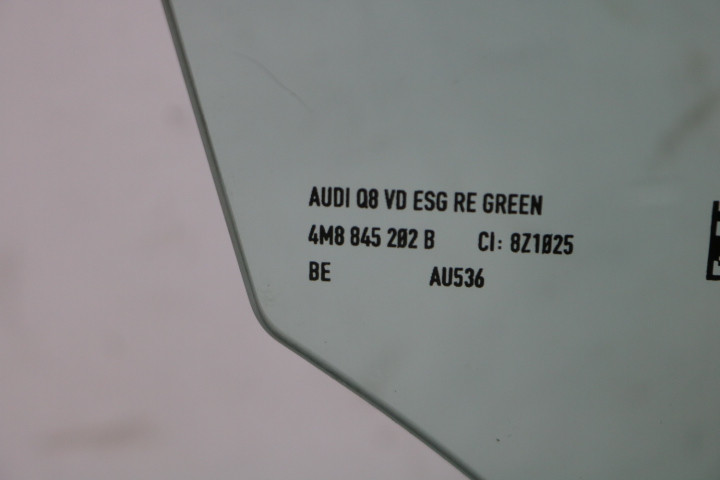 AUDI Q8 VD ESG RE GREEN
4M8 845 202 B CI: 8Z1025
BE AU536